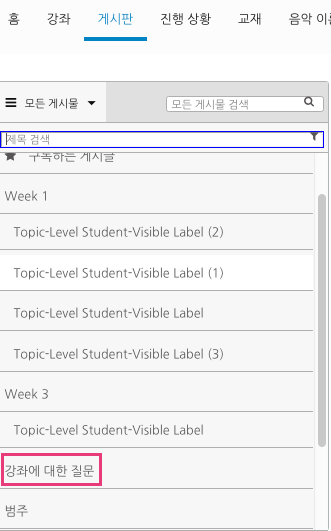 홈 강좌 게시판 진행 상황 교재 음악 이론
모든 게시물 모든 게시물 검색
제목 검색
구독하는 게시글
Week 1
Topic-Level Student-Visible Label (2)
Topic-Level Student-Visible Label (1)
Topic-Level Student-Visible Label
Topic-Level Student-Visible Label (3)
Week 3
Topic-Level Student-Visible Label
강좌에 대한 질문
범주